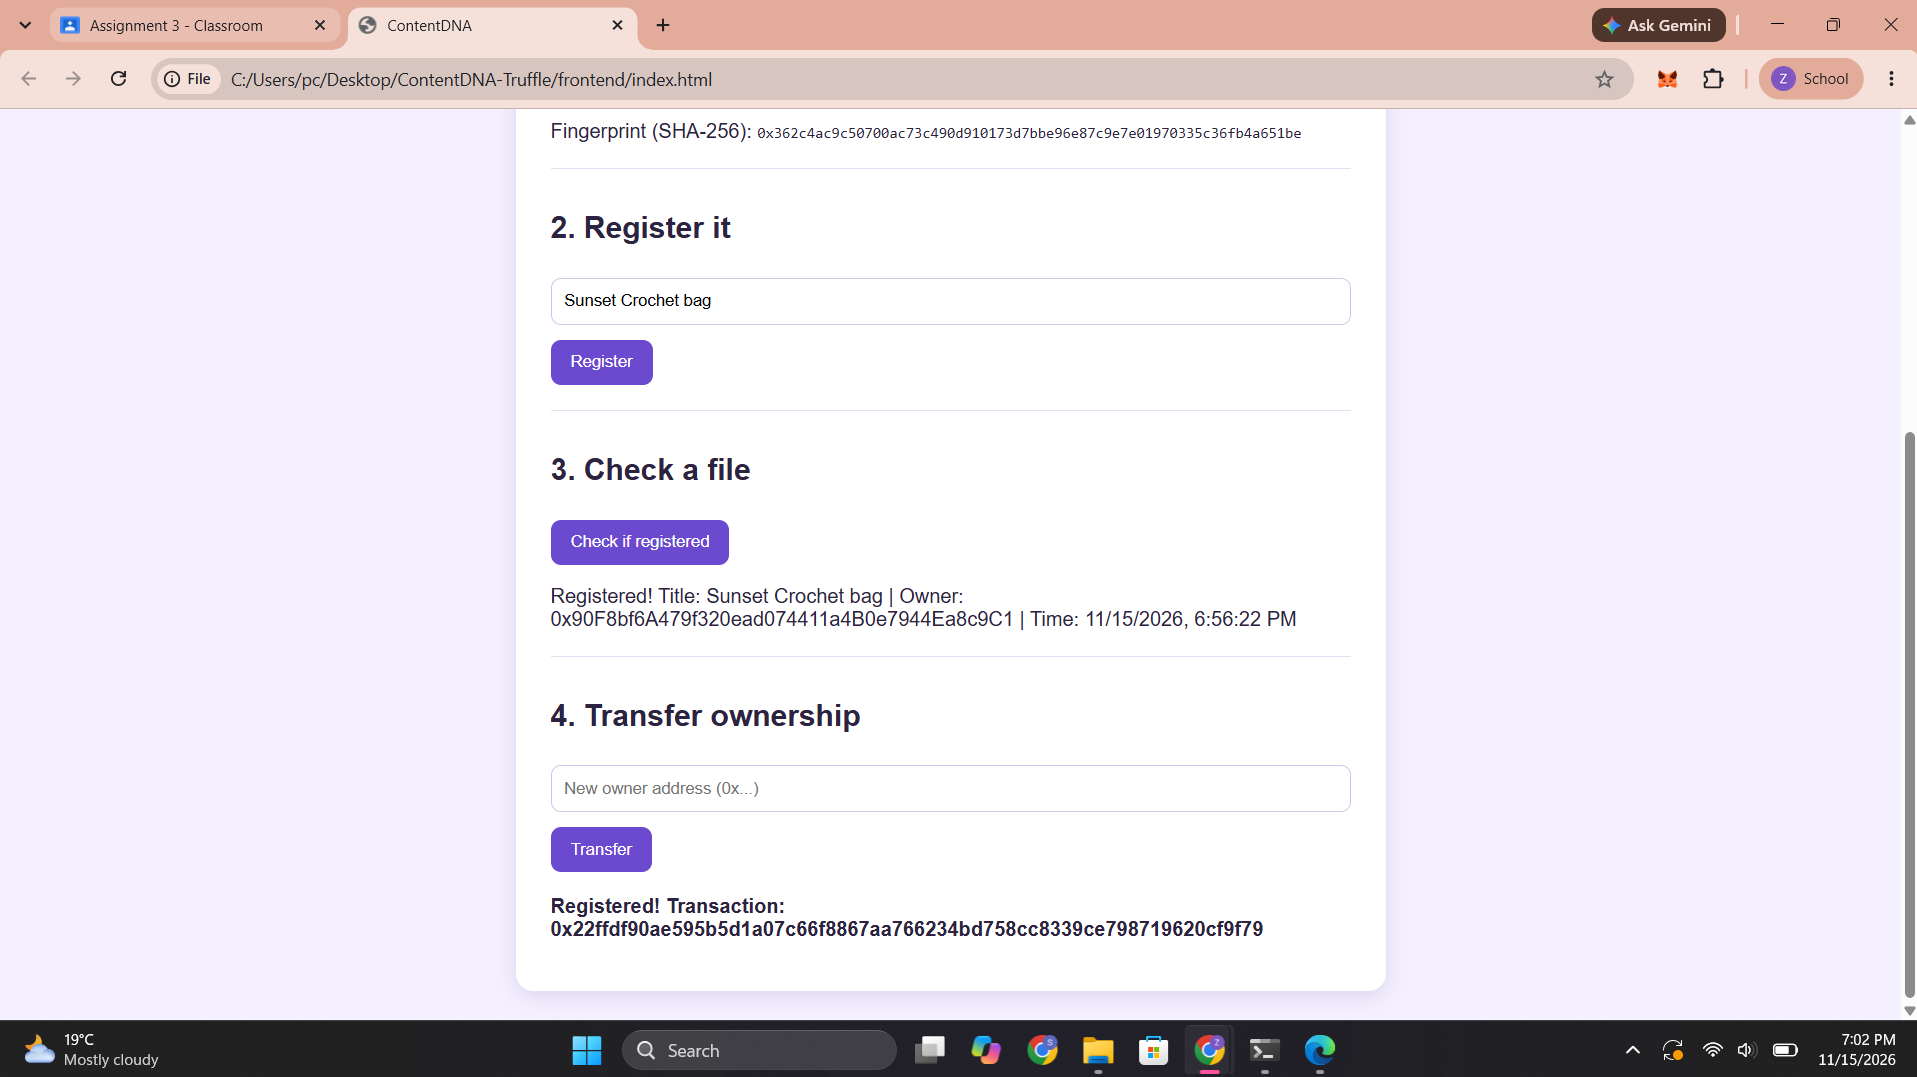 Assignment 3 - Classroom
ContentDNA
Ask Gemini
File
C:/Users/pc/Desktop/ContentDNA-Truffle/frontend/index.html
Z
School
Fingerprint (SHA-256): 0x362c4ac9c50700ac73c490d910173d7bbe96e87c9e7e01970335c36fb4a651be
2. Register it
Sunset Crochet bag
Register
3. Check a file
Check if registered
Registered! Title: Sunset Crochet bag | Owner:
0x90F8bf6A479f320ead074411a4B0e7944Ea8c9C1 | Time: 11/15/2026, 6:56:22 PM
4. Transfer ownership
New owner address (0x...)
Transfer
Registered! Transaction:
0x22ffdf90ae595b5d1a07c66f8867aa766234bd758cc8339ce798719620cf9f79
19°C
Mostly cloudy
Search
S
Z
7:02 PM
11/15/2026